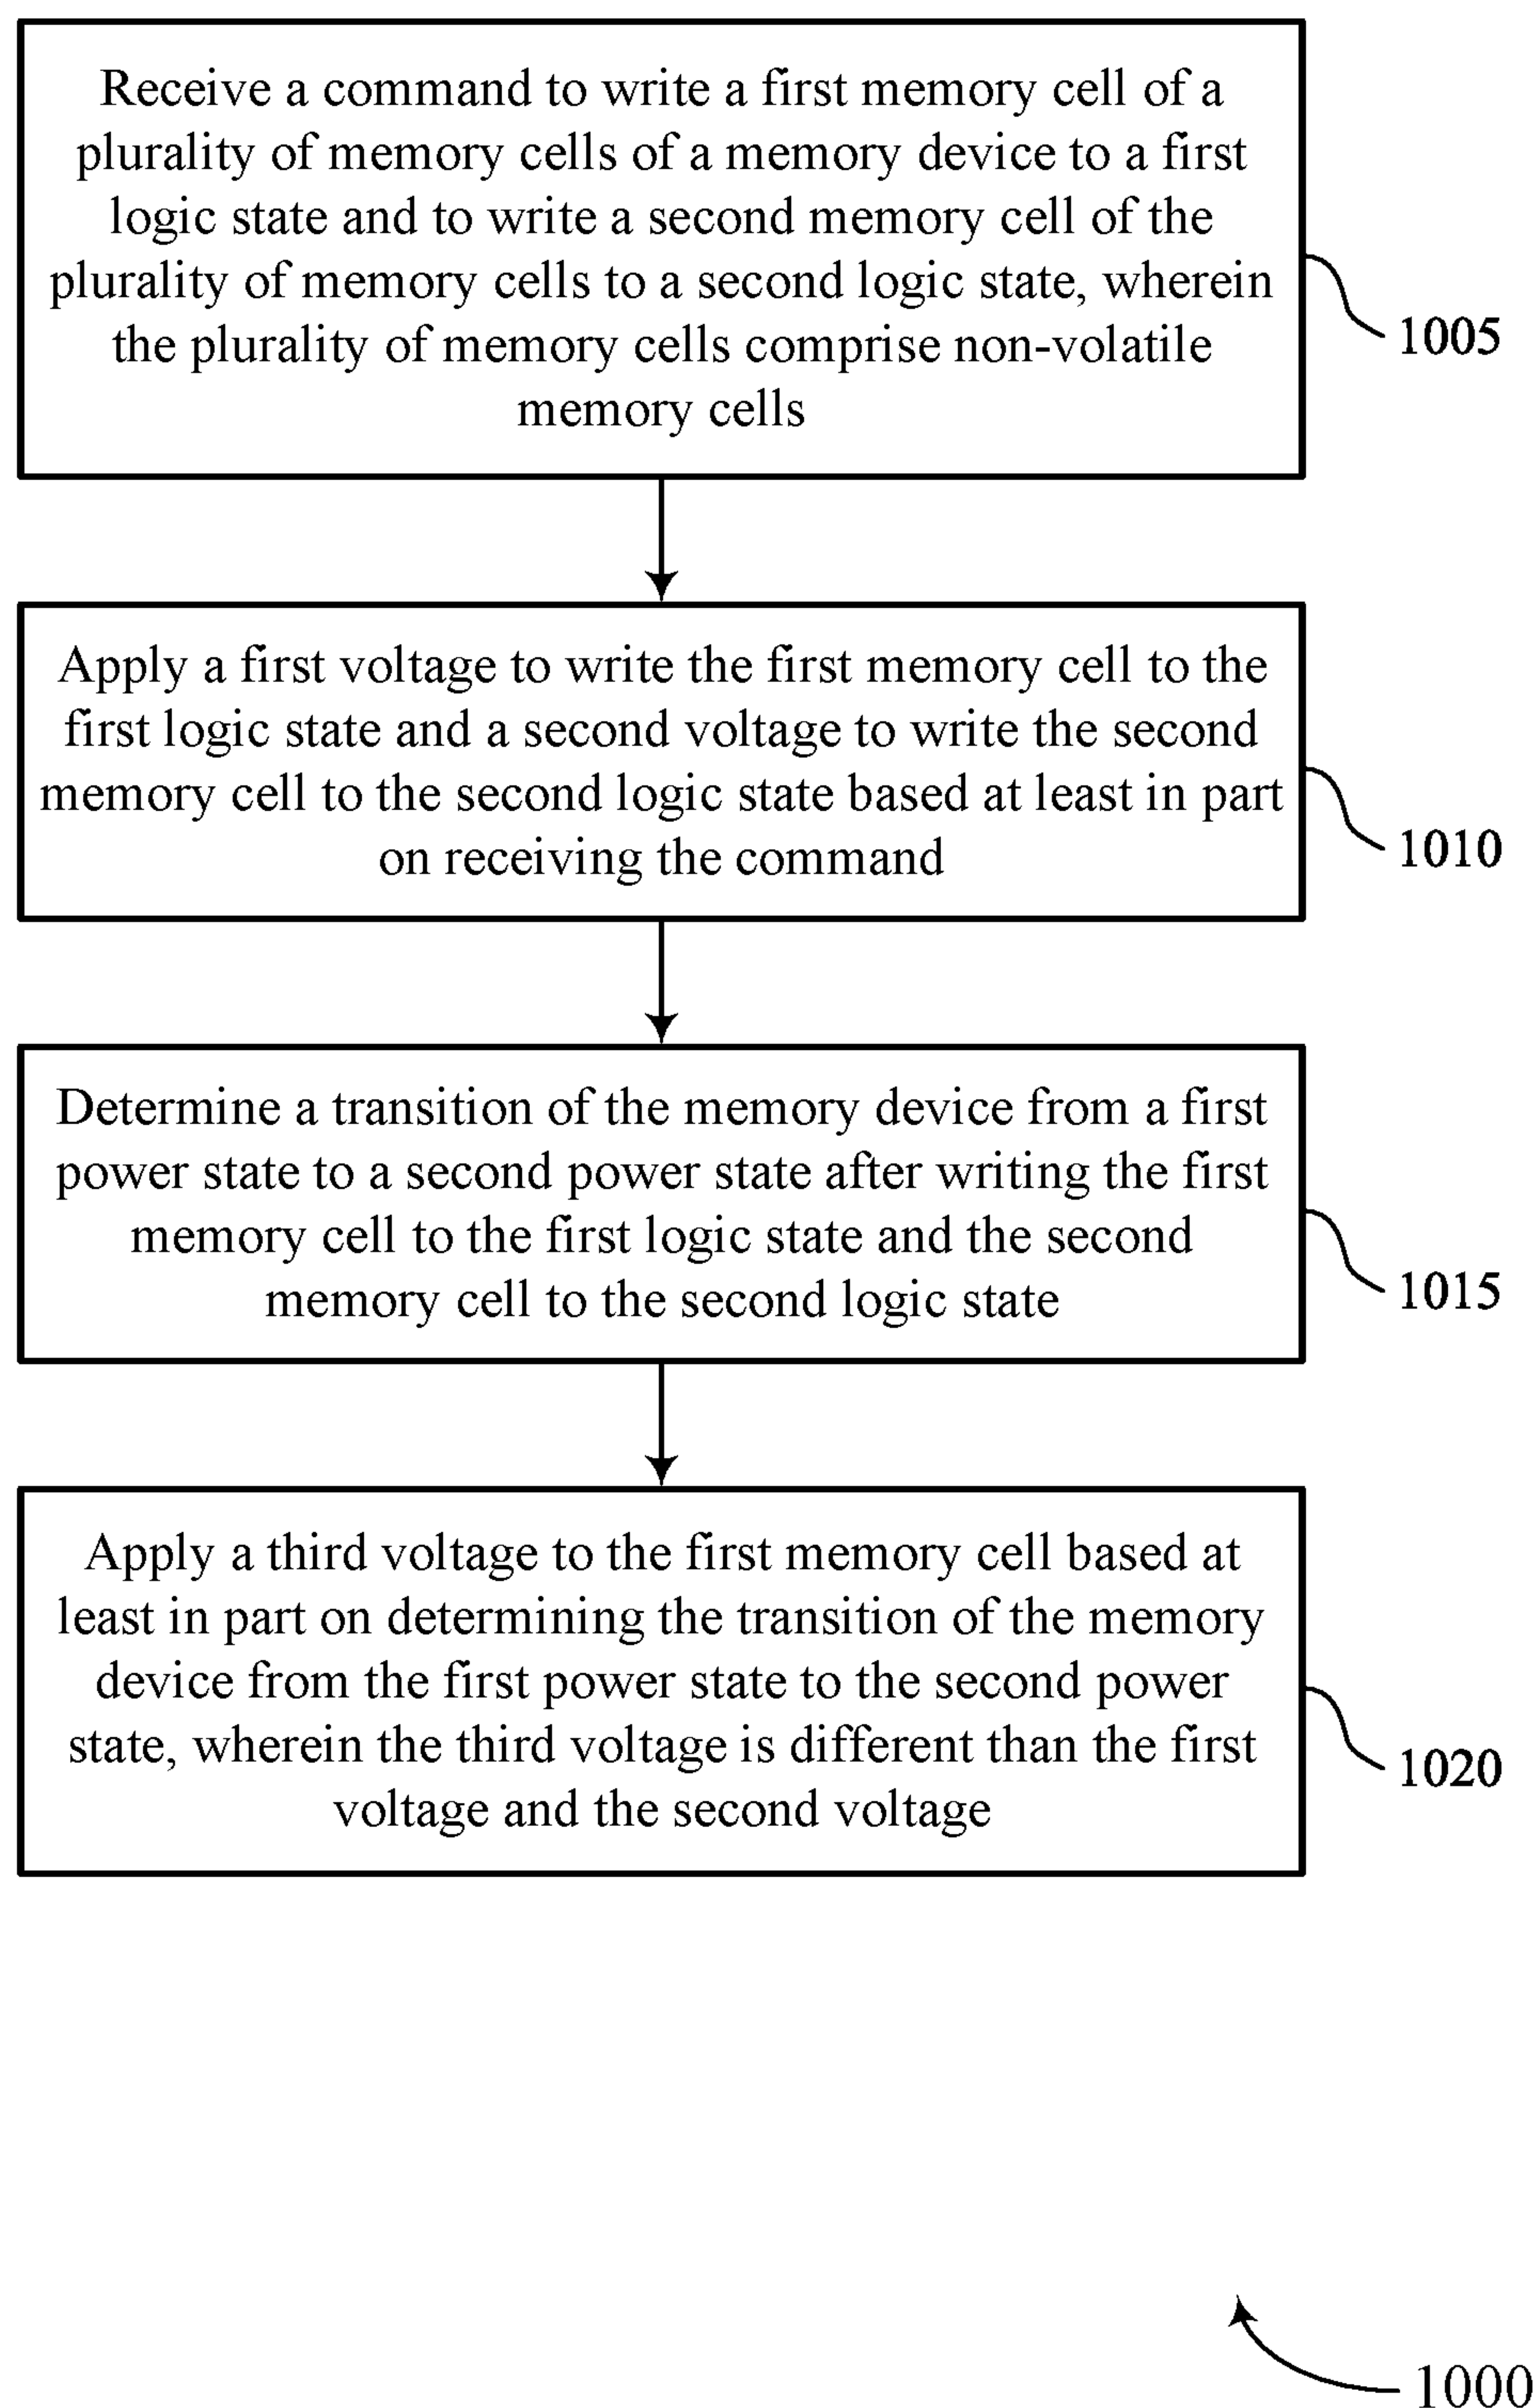 Receive a command to write a first memory cell of a
plurality of memory cells of a memory device to a first
logic state and to write a second memory cell of the
plurality of memory cells to a second logic state, wherein
the plurality of memory cells comprise non-volatile
memory cells
1005
Apply a first voltage to write the first memory cell to the
first logic state and a second voltage to write the second
memory cell to the second logic state based at least in part
on receiving the command
1010
Determine a transition of the memory device from a first
power state to a second power state after writing the first
memory cell to the first logic state and the second
memory cell to the second logic state
1015
Apply a third voltage to the first memory cell based at
least in part on determining the transition of the memory
device from the first power state to the second power
state, wherein the third voltage is different than the first
voltage and the second voltage
1020
1000